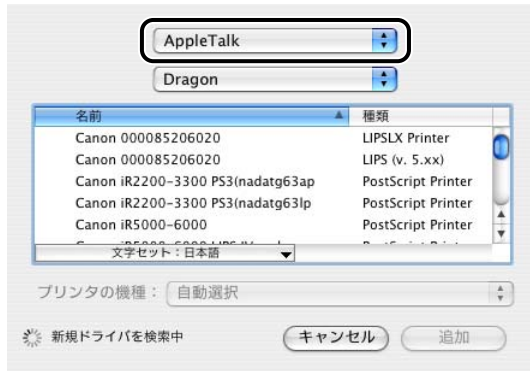 AppleTalk
Dragon
名前 種類
Canon 000085206020 LIPSLX Printer
Canon 000085206020 LIPS (v. 5.xx)
Canon iR2200-3300 PS3(nadatg63ap PostScript Printer
Canon iR2200-3300 PS3(nadatg63lp PostScript Printer
Canon iR5000-6000 PostScript Printer
文字セット：日本語
プリンタの機種： 自動選択
新規ドライバを検索中 キャンセル 追加